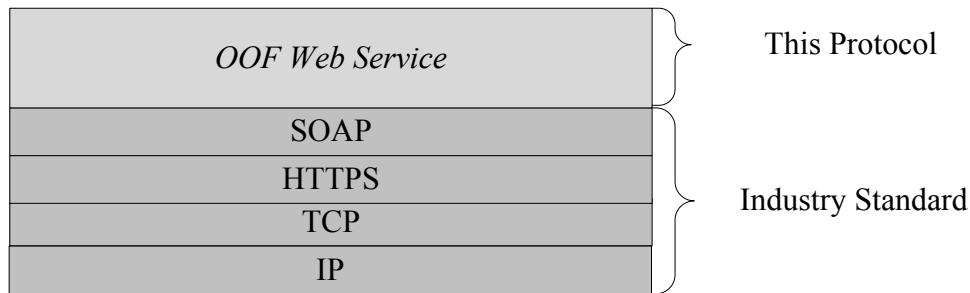 OOF Web Service
This Protocol
SOAP
HTTPS
TCP
IP
Industry Standard